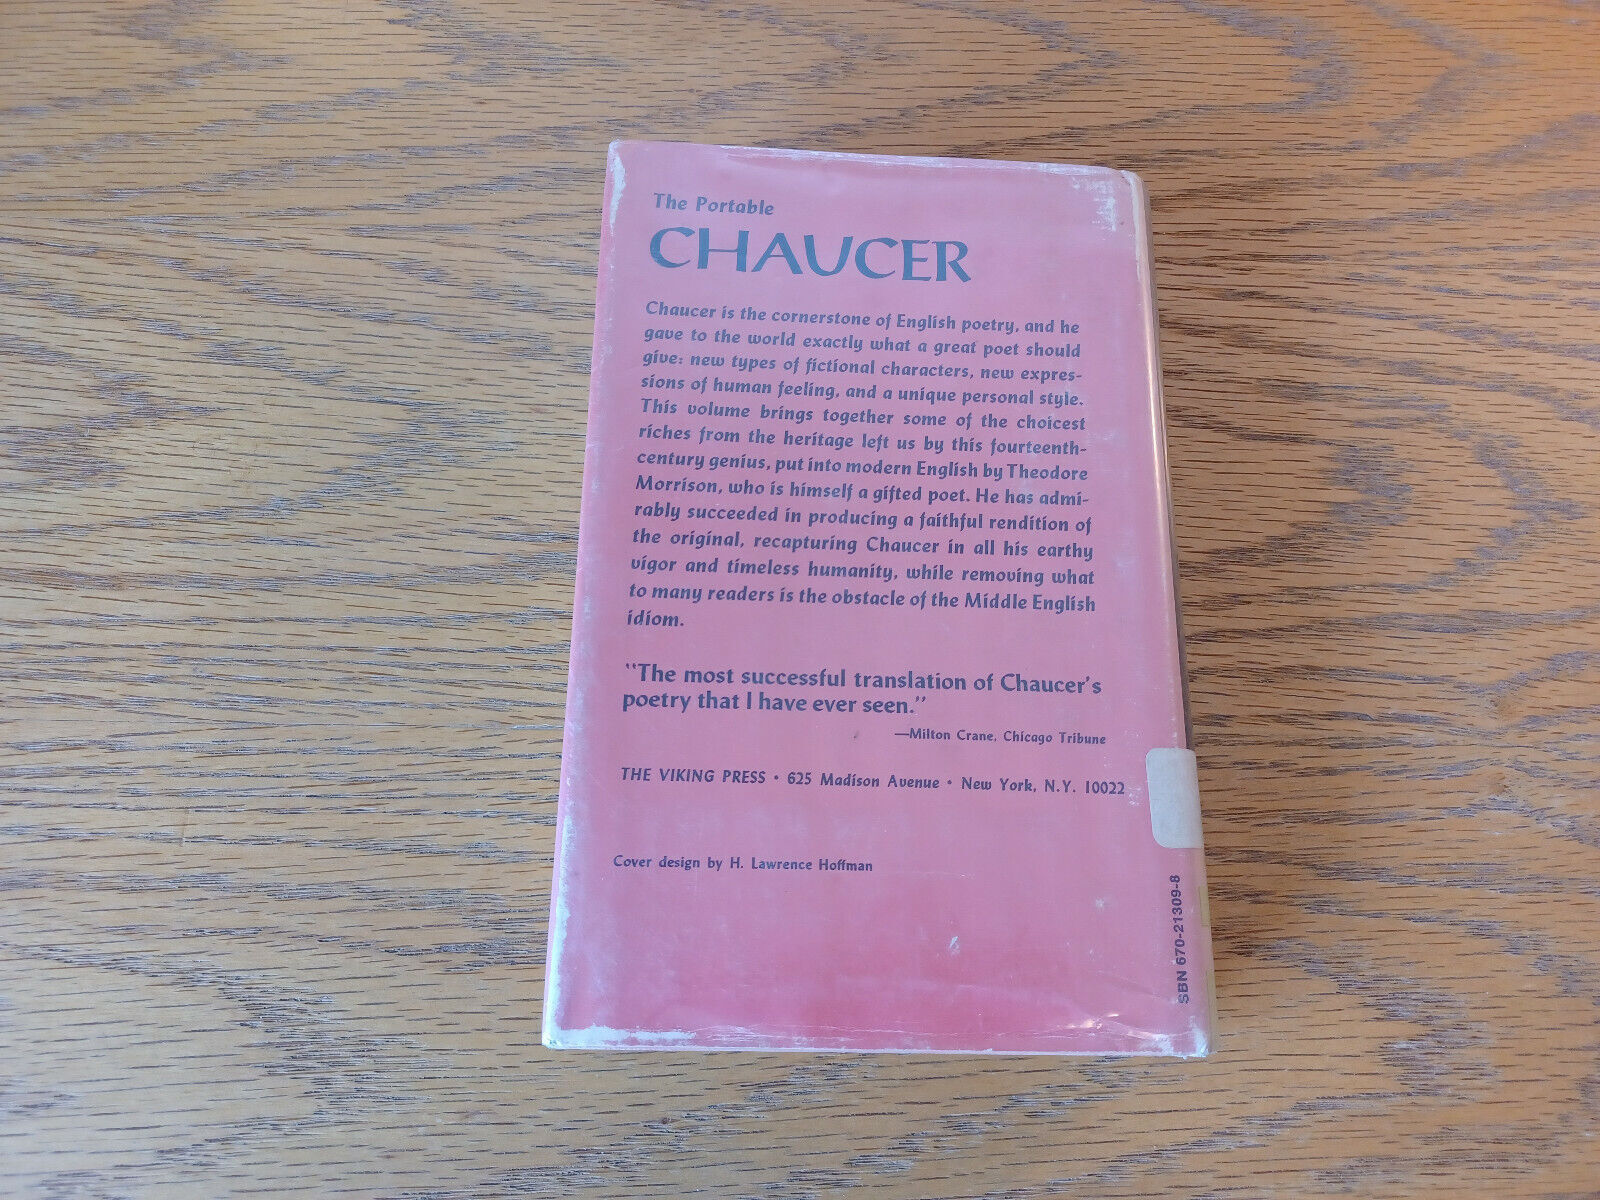 The Portable
CHAUCER
Chaucer is the cornerstone of English poetry, and he
gave to the world exactly what a great poet should
give: new types of fictional characters, new expres-
sions of human feeling, and a unique personal style.
This volume brings together some of the choicest
riches from the heritage left us by this fourteenth-
century genius, put into modern English by Theodore
Morrison, who is himself a gifted poet. He has admi-
rably succeeded in producing a faithful rendition of
the original, recapturing Chaucer in all his earthy
vigor and timeless humanity, while removing what
to many readers is the obstacle of the Middle English
idiom.
"The most successful translation of Chaucer's
poetry that I have ever seen."
—Milton Crane, Chicago Tribune
THE VIKING PRESS • 625 Madison Avenue • New York, N.Y. 10022
Cover design by H. Lawrence Hoffman
SBN 670-21309-8